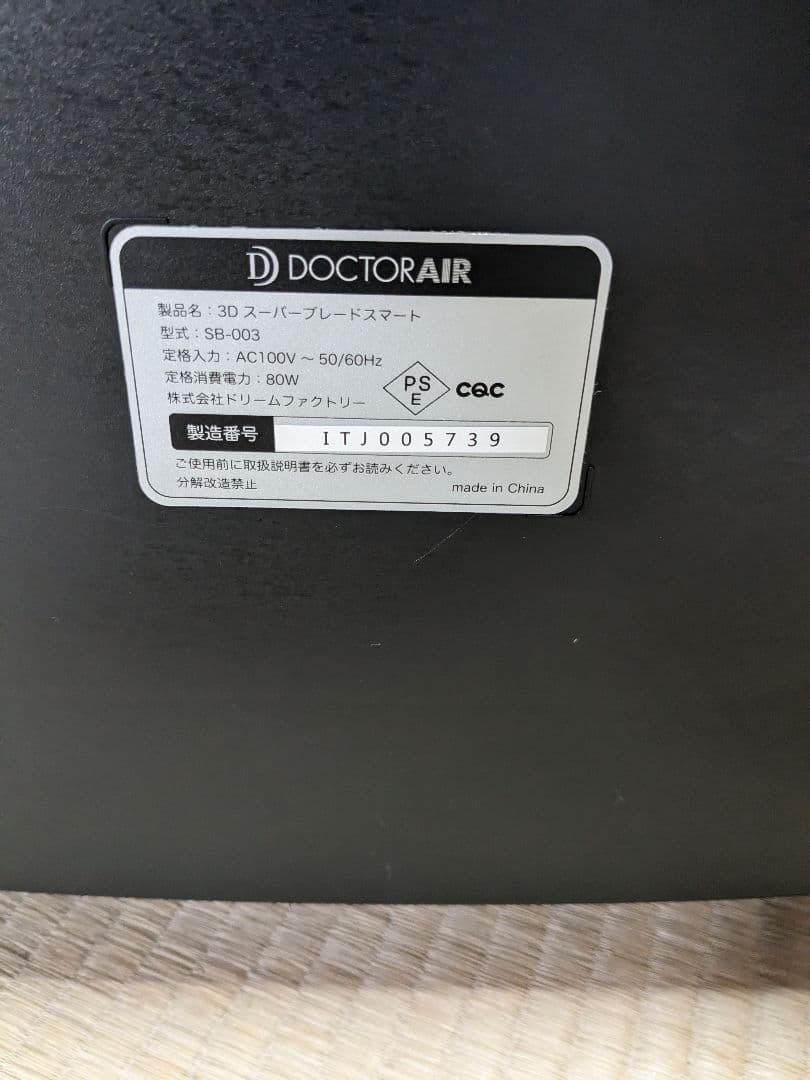 DOCTORAIR
製品名：3D スーパーブレードスマート
型式：SB-003
定格入力：AC100V ～ 50/60Hz
定格消費電力：80W
株式会社ドリームファクトリー
PS
E
CQC
製造番号 ITJ005739
ご使用前に取扱説明書を必ずお読みください。
分解改造禁止
made in China